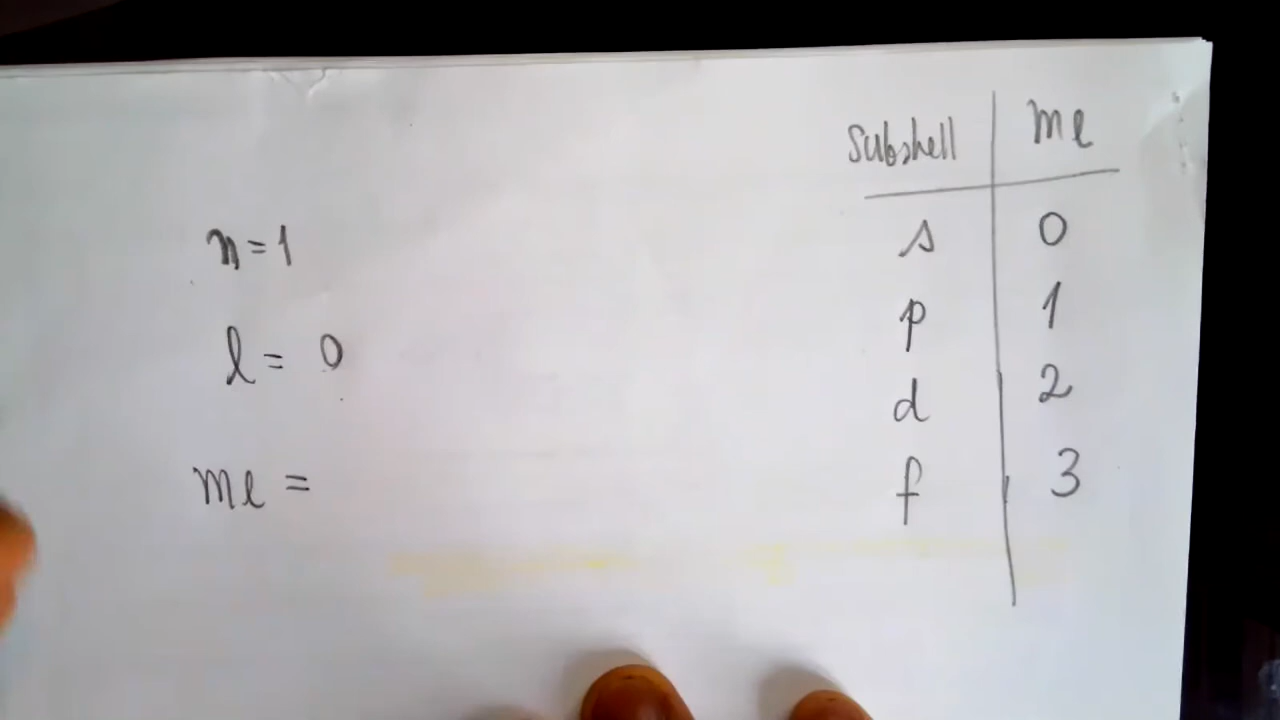 n=1
l= 0
ml =
subshell ml
s 0
p 1
d 2
f 3